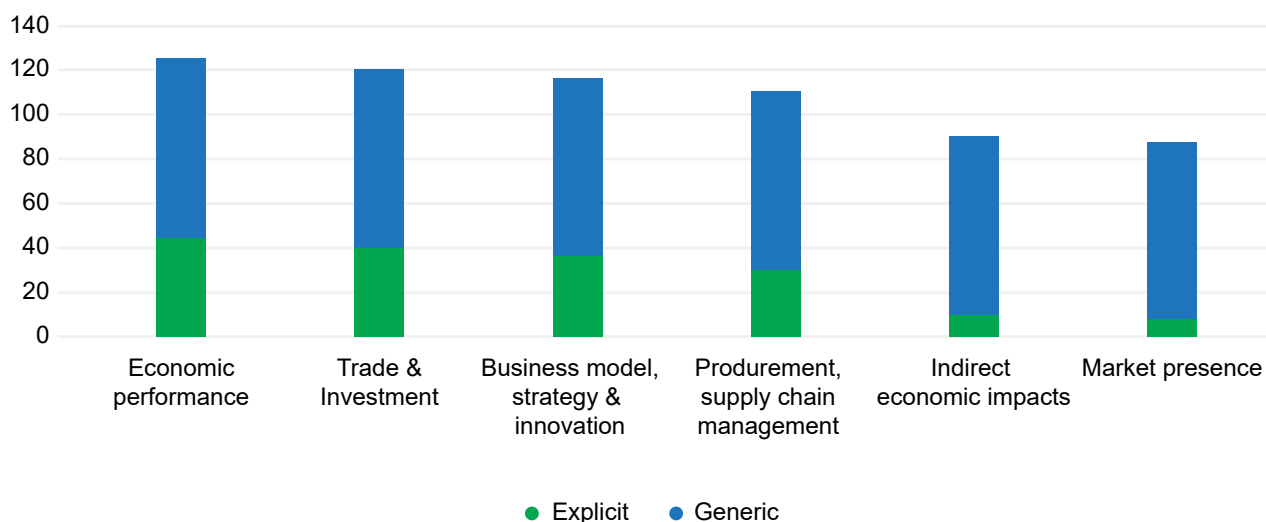 140
120
100
80
60
40
20
0
Economic
performance
Trade &
Investment
Business model,
strategy &
innovation
Produrement,
supply chain
management
Indirect
economic impacts
Market presence
Explicit
Generic